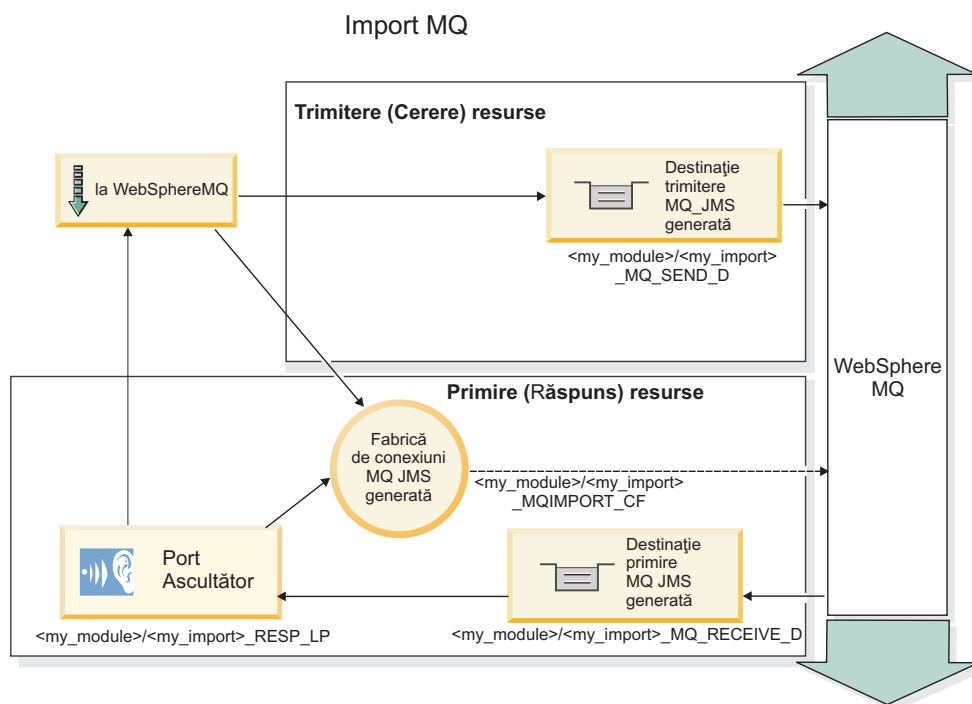 Import MQ
Trimitere (Cerere) resurse
la WebSphereMQ
Destinaţie
trimitere
MQ_JMS
generată
<my_module>/<my_import>
_MQ_SEND_D
WebSphere
MQ
Primire (Răspuns) resurse
Fabrică
de conexiuni
MQ JMS
generată
<my_module>/<my_import>
_MQIMPORT_CF
Port
Ascultător
<my_module>/<my_import>_RESP_LP
Destinaţie
primire
MQ JMS
generată
<my_module>/<my_import>_MQ_RECEIVE_D